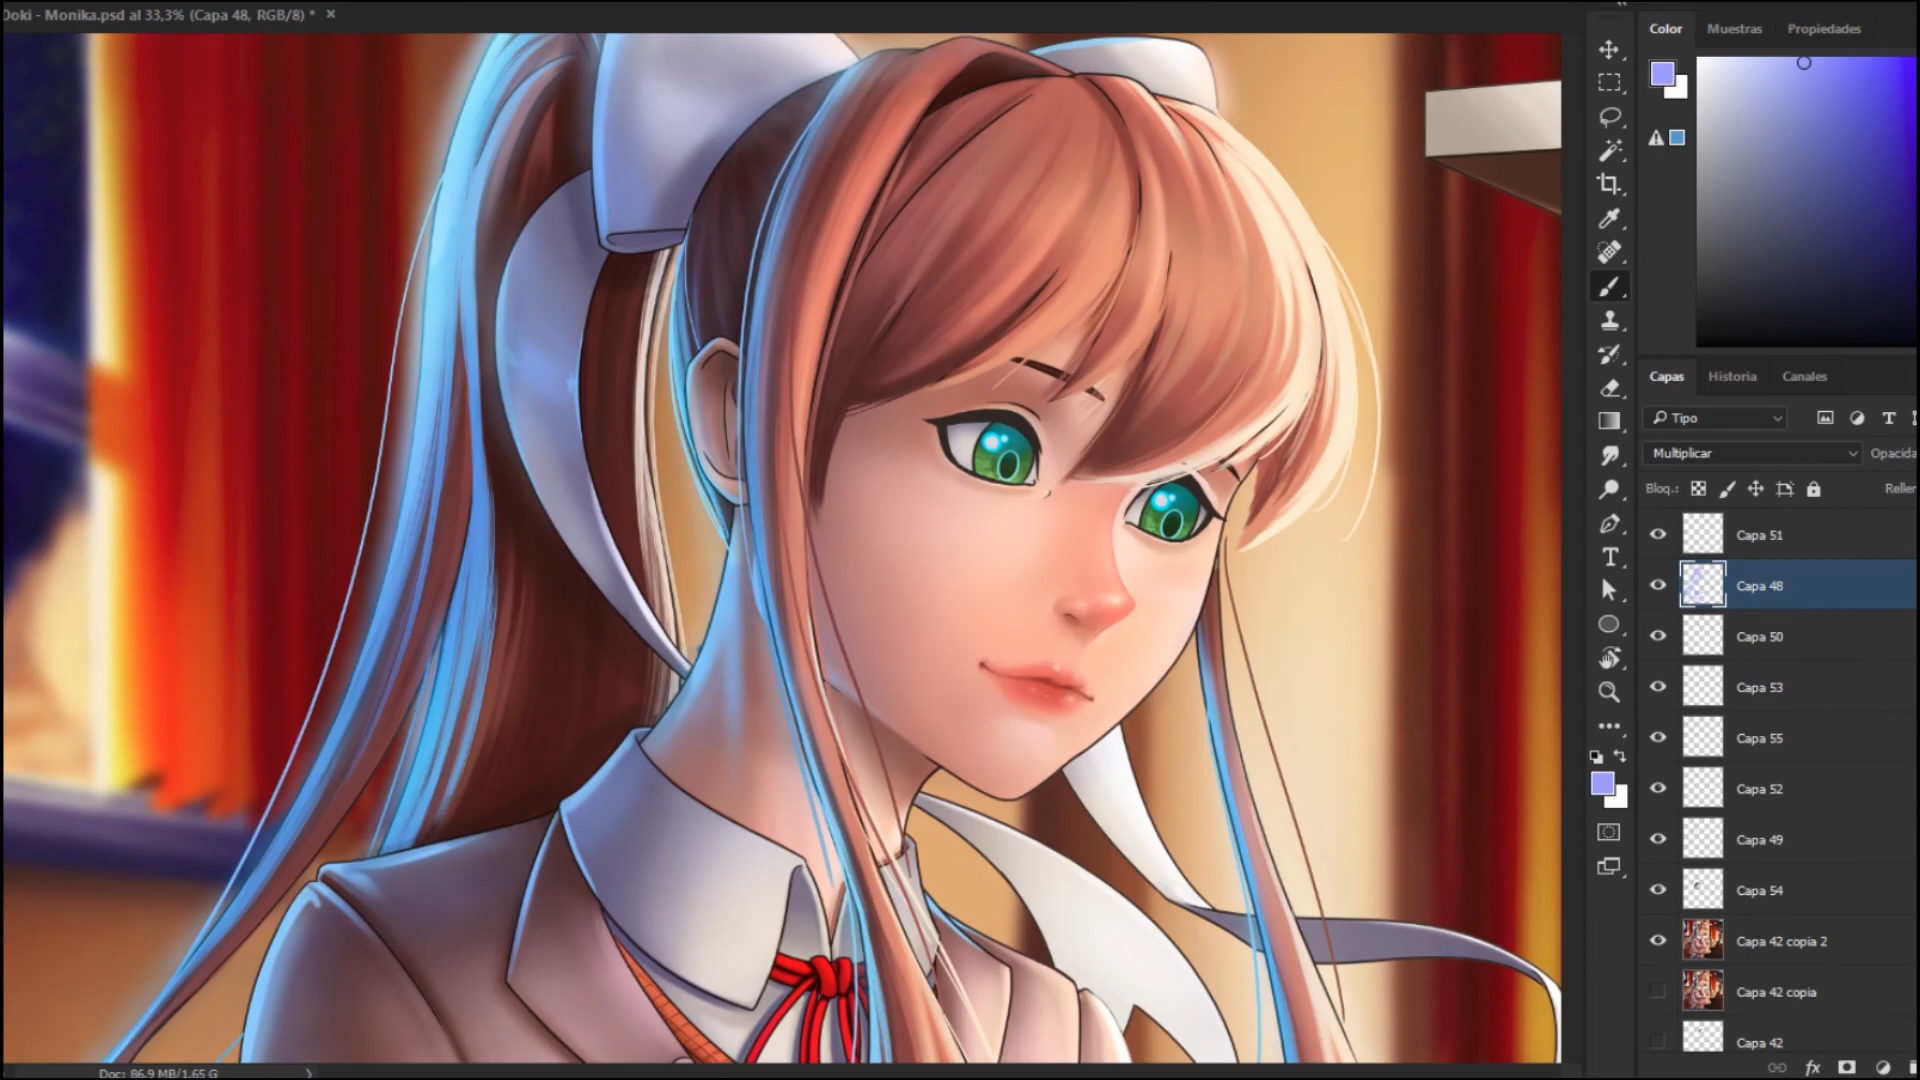 Doki - Monika.psd al 33,3% (Capa 48, RGB/8) *
Color Muestras Propiedades
Capas Historia Canales
Tipo
Multiplicar
Bloq.:
Capa 51
Capa 48
Capa 50
Capa 53
Capa 55
Capa 52
Capa 49
Capa 54
Capa 42 copia 2
Capa 42 copia
Capa 42
fx
Doc: 86,9 MB/1,65 G